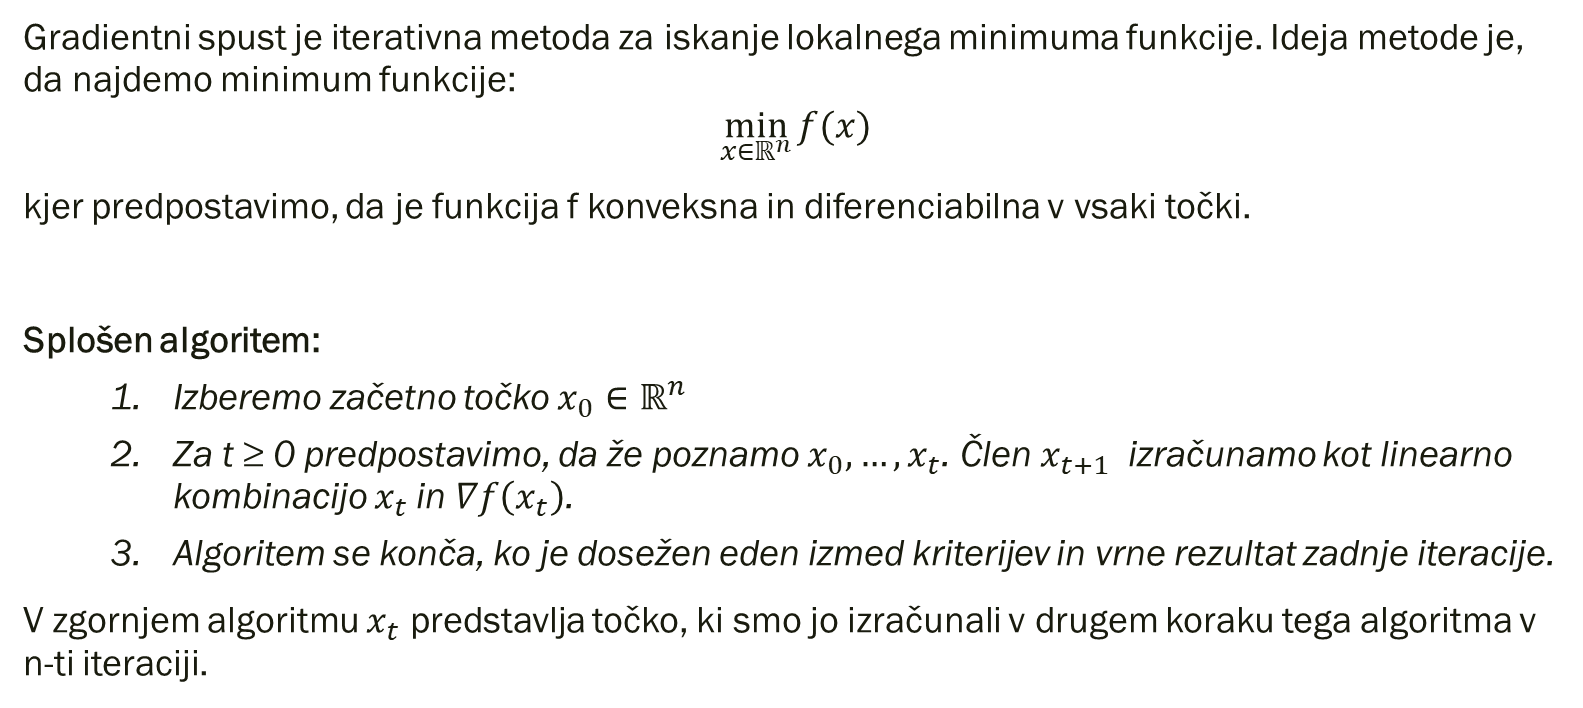 Gradientni spust je iterativna metoda za iskanje lokalnega minimuma funkcije. Ideja metode je,
da najdemo minimum funkcije:
min f(x)
x∈ℝⁿ
kjer predpostavimo, da je funkcija f konveksna in diferenciabilna v vsaki točki.
Splošen algoritem:
1. Izberemo začetno točko x₀ ∈ ℝⁿ
2. Za t ≥ 0 predpostavimo, da že poznamo x₀, …, xₜ. Člen xₜ₊₁ izračunamo kot linearno
kombinacijo xₜ in ∇f(xₜ).
3. Algoritem se konča, ko je dosežen eden izmed kriterijev in vrne rezultat zadnje iteracije.
V zgornjem algoritmu xₜ predstavlja točko, ki smo jo izračunali v drugem koraku tega algoritma v
n-ti iteraciji.